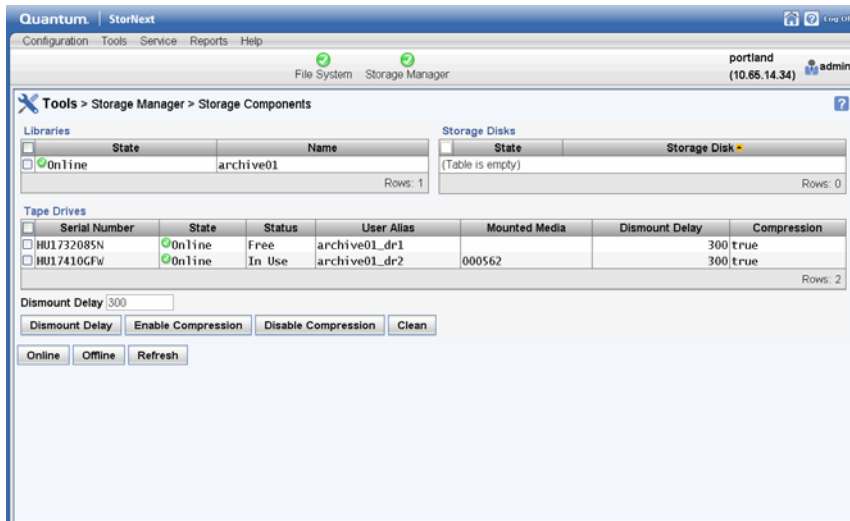 Quantum. StorNext Log Of
Configuration Tools Service Reports Help
File System Storage Manager
portland
(10.65.14.34)
admin
Tools > Storage Manager > Storage Components
Libraries
State Name
Online archive01
Rows: 1
Storage Disks
State Storage Disk
(Table is empty)
Rows: 0
Tape Drives
Serial Number State Status User Alias Mounted Media Dismount Delay Compression
HU1732085N Online Free archive01_dr1 300 true
HU17410GFW Online In Use archive01_dr2 000562 300 true
Rows: 2
Dismount Delay 300
Dismount Delay Enable Compression Disable Compression Clean
Online Offline Refresh